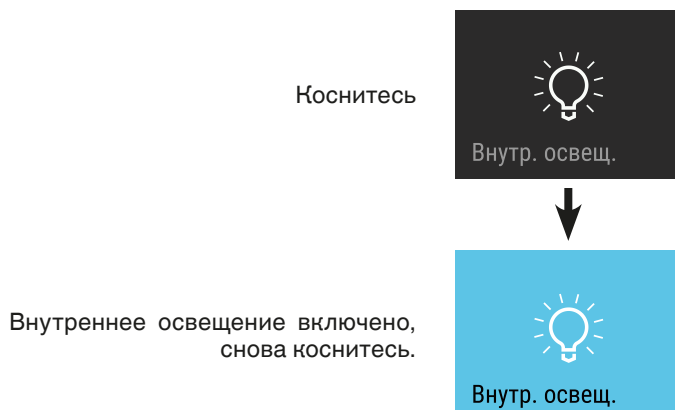 Коснитесь
Внутр. освещ.
Внутреннее освещение включено,
снова коснитесь.
Внутр. освещ.